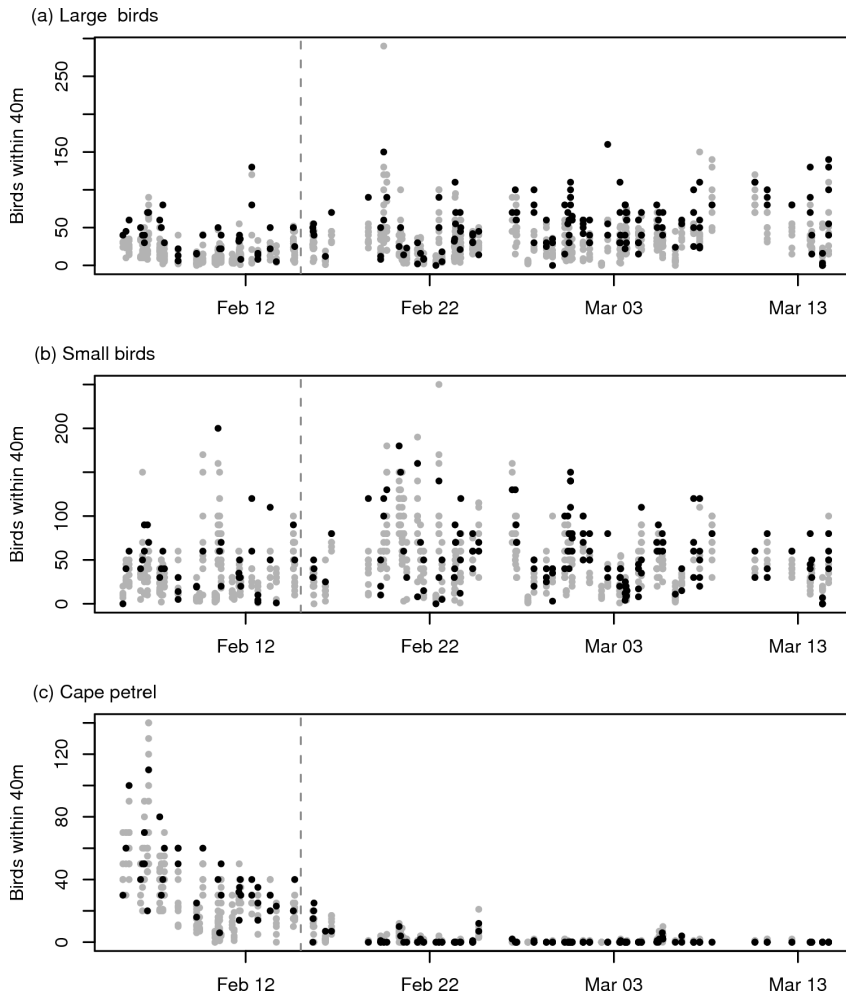 (a) Large birds
Birds within 40m
0 50 150 250
Feb 12 Feb 22 Mar 03 Mar 13
(b) Small birds
Birds within 40m
0 50 100 200
Feb 12 Feb 22 Mar 03 Mar 13
(c) Cape petrel
Birds within 40m
0 40 80 120
Feb 12 Feb 22 Mar 03 Mar 13